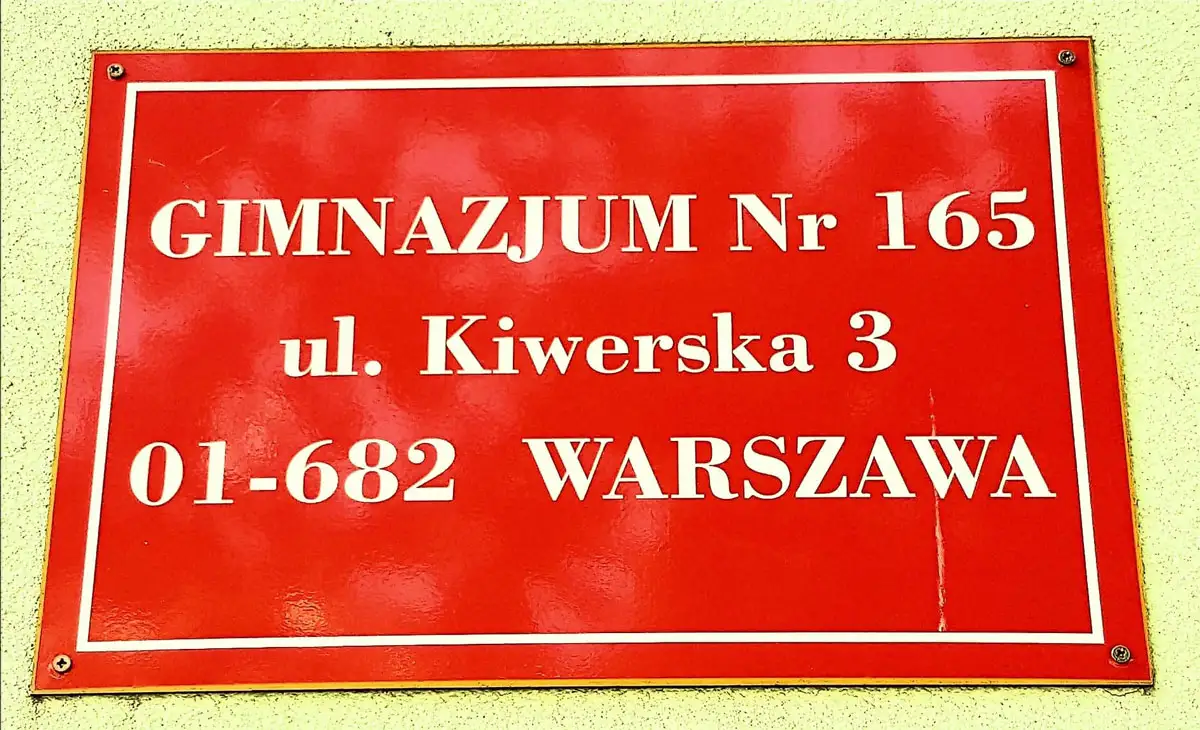 GIMNAZJUM Nr 165
ul. Kiwerska 3
01-682 WARSZAWA